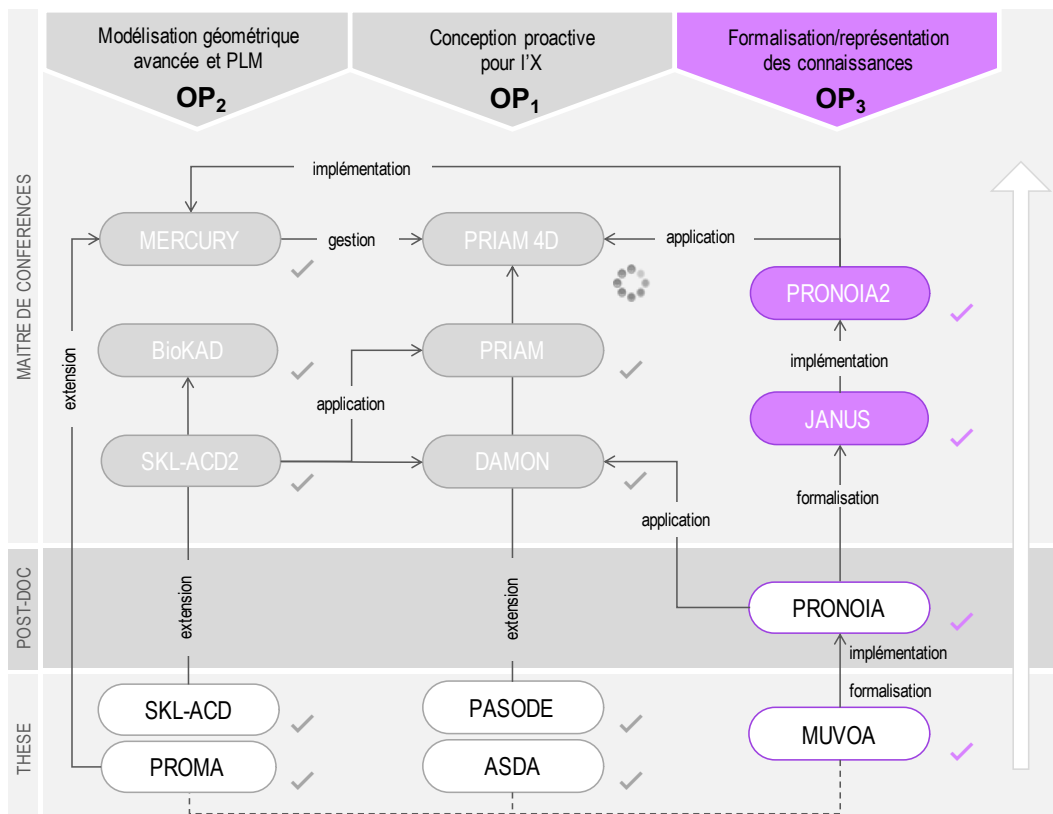 Modélisation géométrique
avancée et PLM
OP2
Conception proactive
pour l'X
OP1
Formalisation/représentation
des connaissances
OP3
MAITRE DE CONFERENCES
implémentation
MERCURY
gestion
PRIAM 4D
application
PRONOIA2
extension
BioKAD
PRIAM
implémentation
application
JANUS
SKL-ACD2
DAMON
formalisation
application
POST-DOC
extension
extension
PRONOIA
implémentation
formalisation
THESE
SKL-ACD
PASODE
MUVOA
PROMA
ASDA